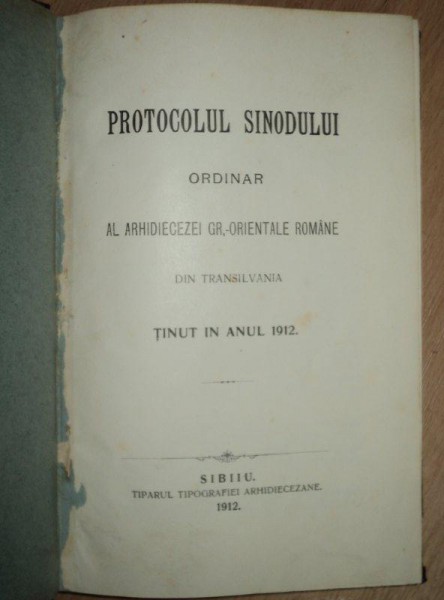 PROTOCOLUL SINODULUI
ORDINAR
AL ARHIDIECEZEI GR,-ORIENTALE ROMÂNE
DIN TRANSILVANIA
ȚINUT IN ANUL 1912.
SIBIIU.
TIPARUL TIPOGRAFIEI ARHIDIECEZANE.
1912.